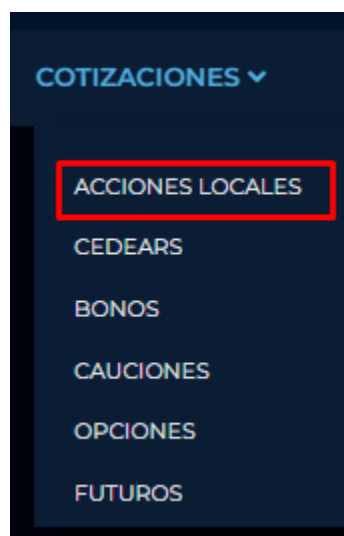 COTIZACIONES
ACCIONES LOCALES
CEDEARS
BONOS
CAUCIONES
OPCIONES
FUTUROS